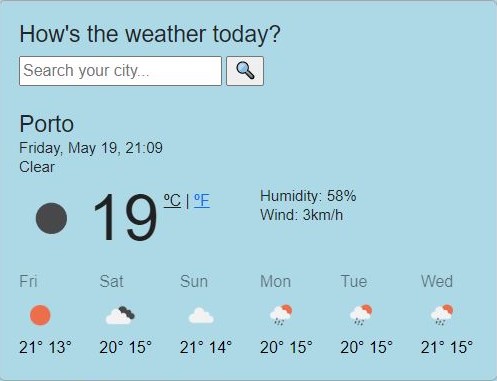 How's the weather today?
Search your city...
Porto
Friday, May 19, 21:09
Clear
19 ºC | ºF
Humidity: 58%
Wind: 3km/h
Fri Sat Sun Mon Tue Wed
21° 13° 20° 15° 21° 14° 20° 15° 20° 15° 21° 15°